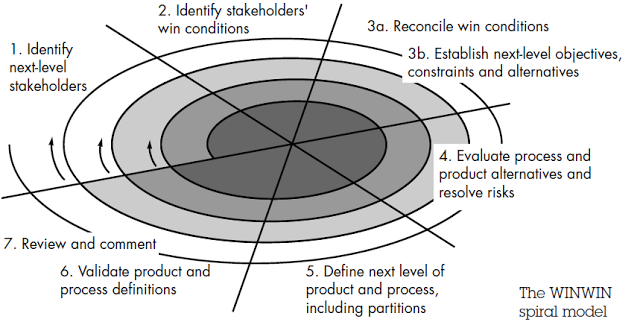 2. Identify stakeholders'
win conditions
3a. Reconcile win conditions
1. Identify
next-level
stakeholders
3b. Establish next-level objectives,
constraints and alternatives
4. Evaluate process and
product alternatives and
resolve risks
7. Review and comment
6. Validate product and
process definitions
5. Define next level of
product and process,
including partitions
The WINWIN
spiral model